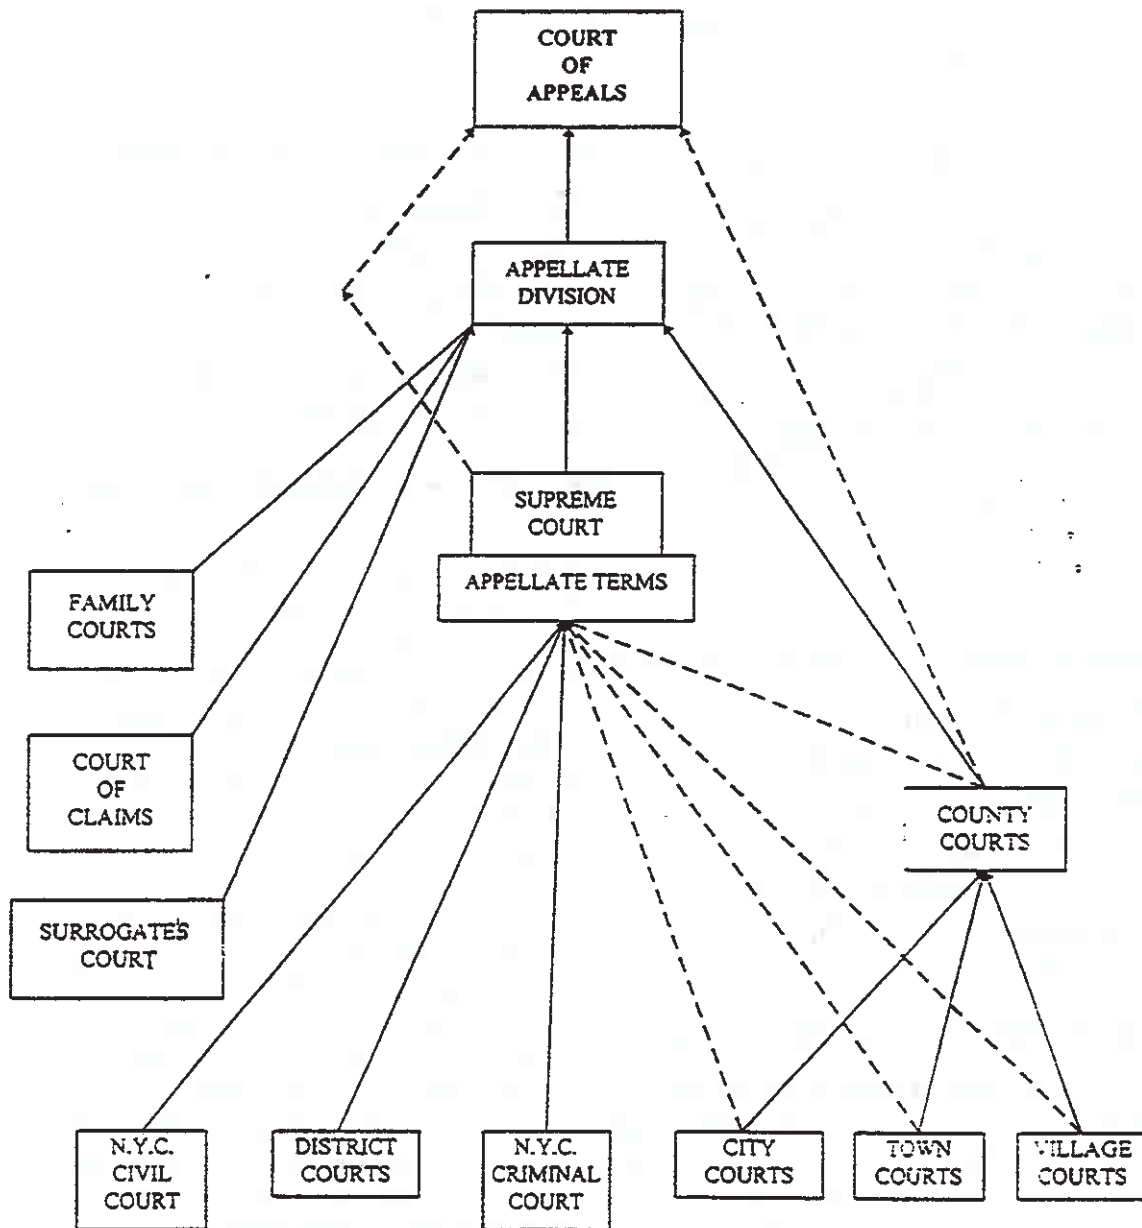 COURT
OF
APPEALS
APPELLATE
DIVISION
SUPREME
COURT
APPELLATE TERMS
FAMILY
COURTS
COURT
OF
CLAIMS
COUNTY
COURTS
SURROGATE'S
COURT
N.Y.C.
CIVIL
COURT
DISTRICT
COURTS
N.Y.C.
CRIMINAL
COURT
CITY
COURTS
TOWN
COURTS
VILLAGE
COURTS